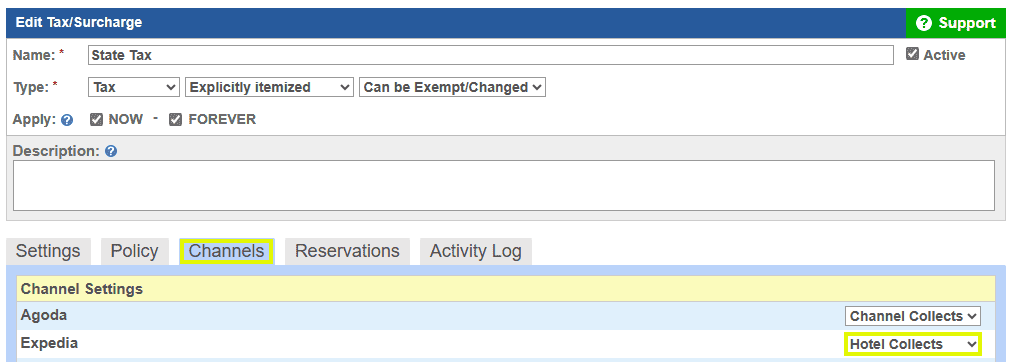 Edit Tax/Surcharge ? Support
Name: * State Tax Active
Type: * Tax Explicitly itemized Can be Exempt/Changed
Apply: ? NOW - FOREVER
Description: ?
Settings Policy Channels Reservations Activity Log
Channel Settings
Agoda Channel Collects
Expedia Hotel Collects